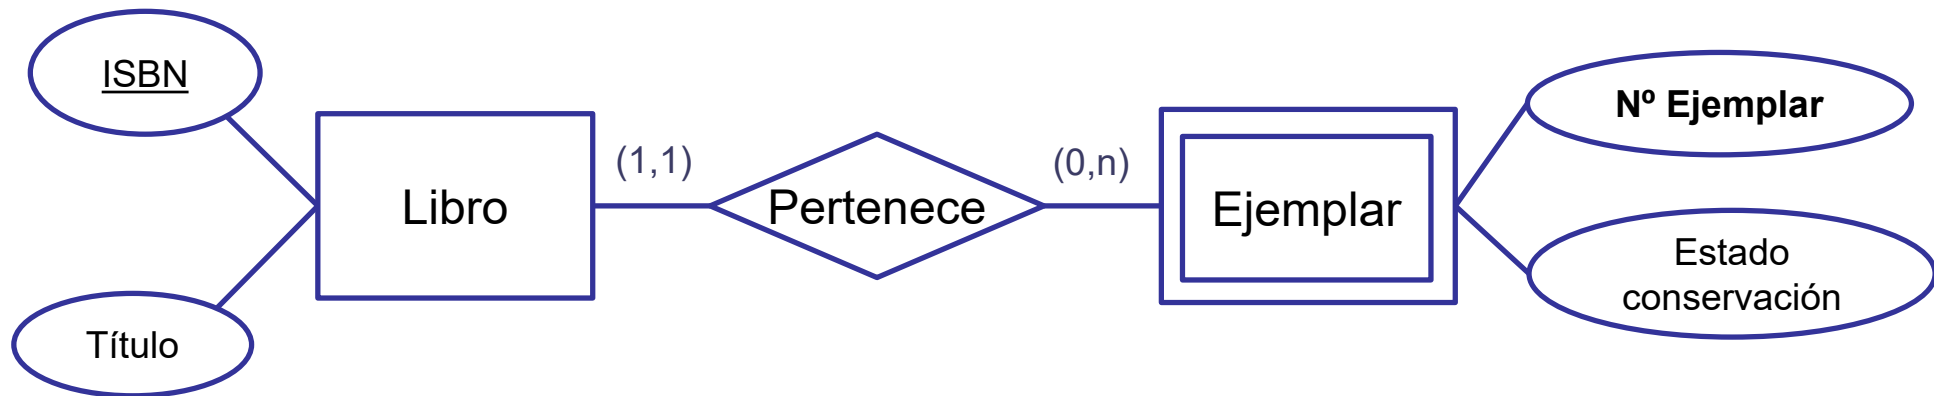 ISBN
Título
Libro
(1,1)
Pertenece
(0,n)
Ejemplar
Nº Ejemplar
Estado
conservación